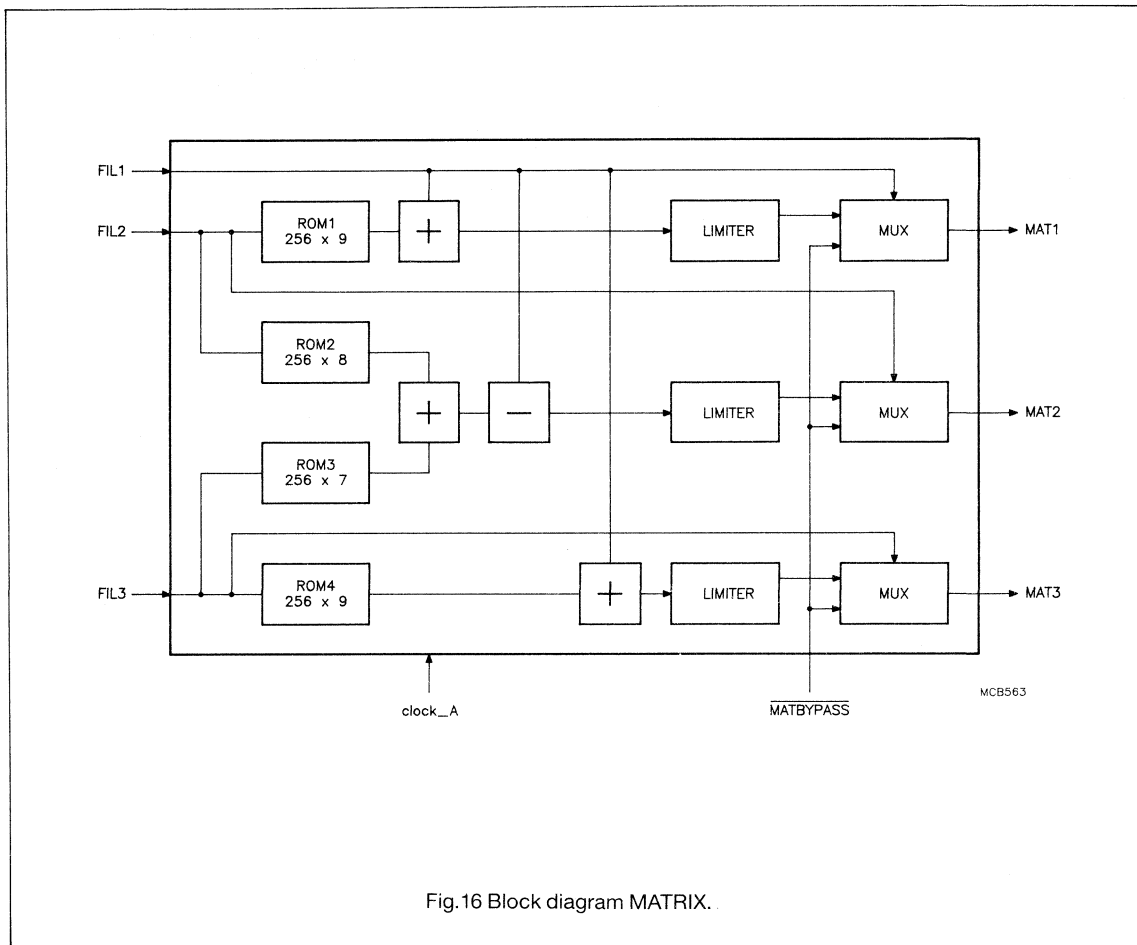 FIL1
FIL2
ROM1
256 x 9
+
LIMITER
MUX
MAT1
ROM2
256 x 8
+
−
LIMITER
MUX
MAT2
ROM3
256 x 7
FIL3
ROM4
256 x 9
+
LIMITER
MUX
MAT3
clock_A
MATBYPASS
MCB563
Fig.16 Block diagram MATRIX.